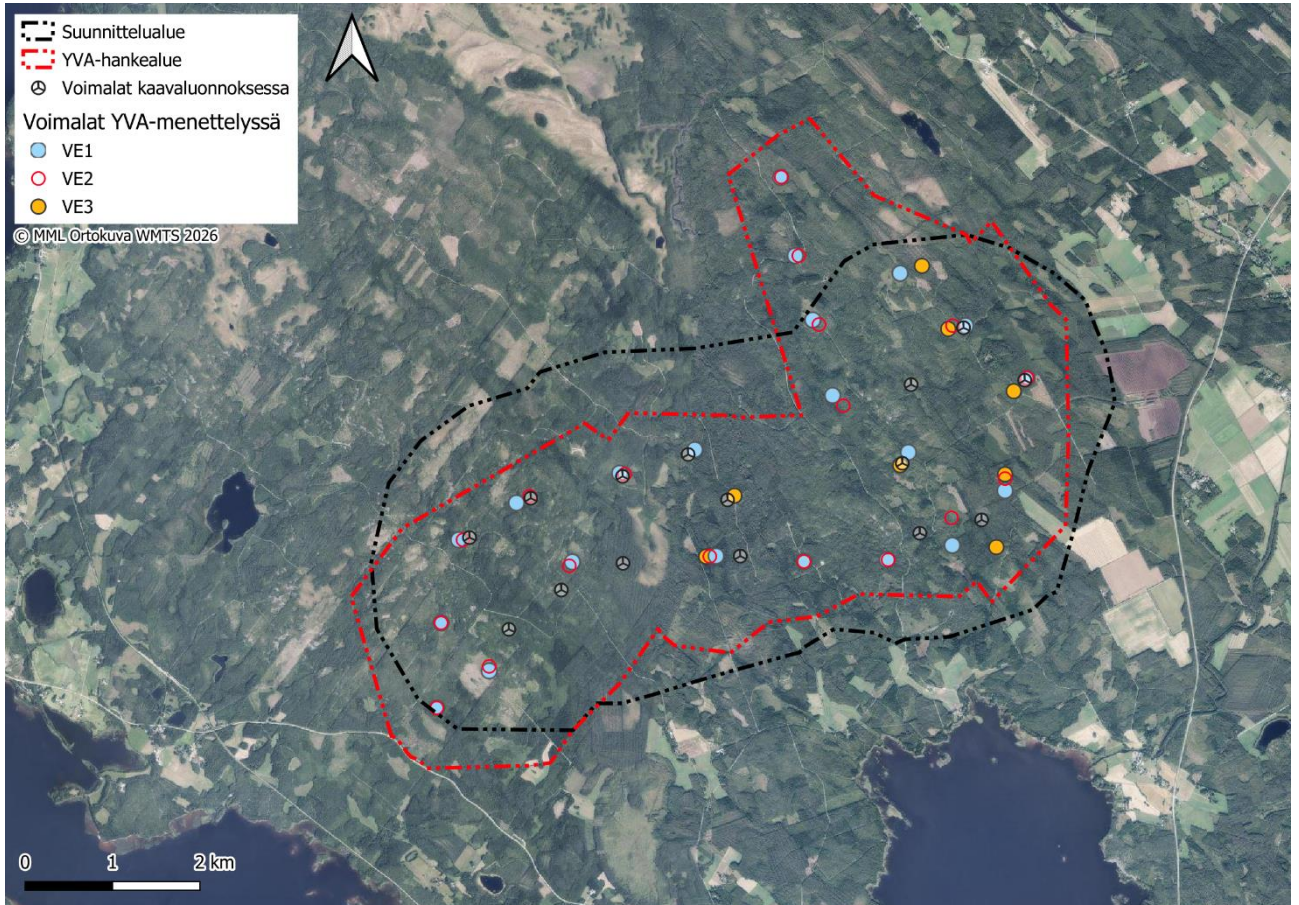 Suunnittelualue
YVA-hankealue
Voimalat kaavaluonnoksessa
Voimalat YVA-menettelyssä
VE1
VE2
VE3
© MML Ortokuva WMTS 2026
0 1 2 km